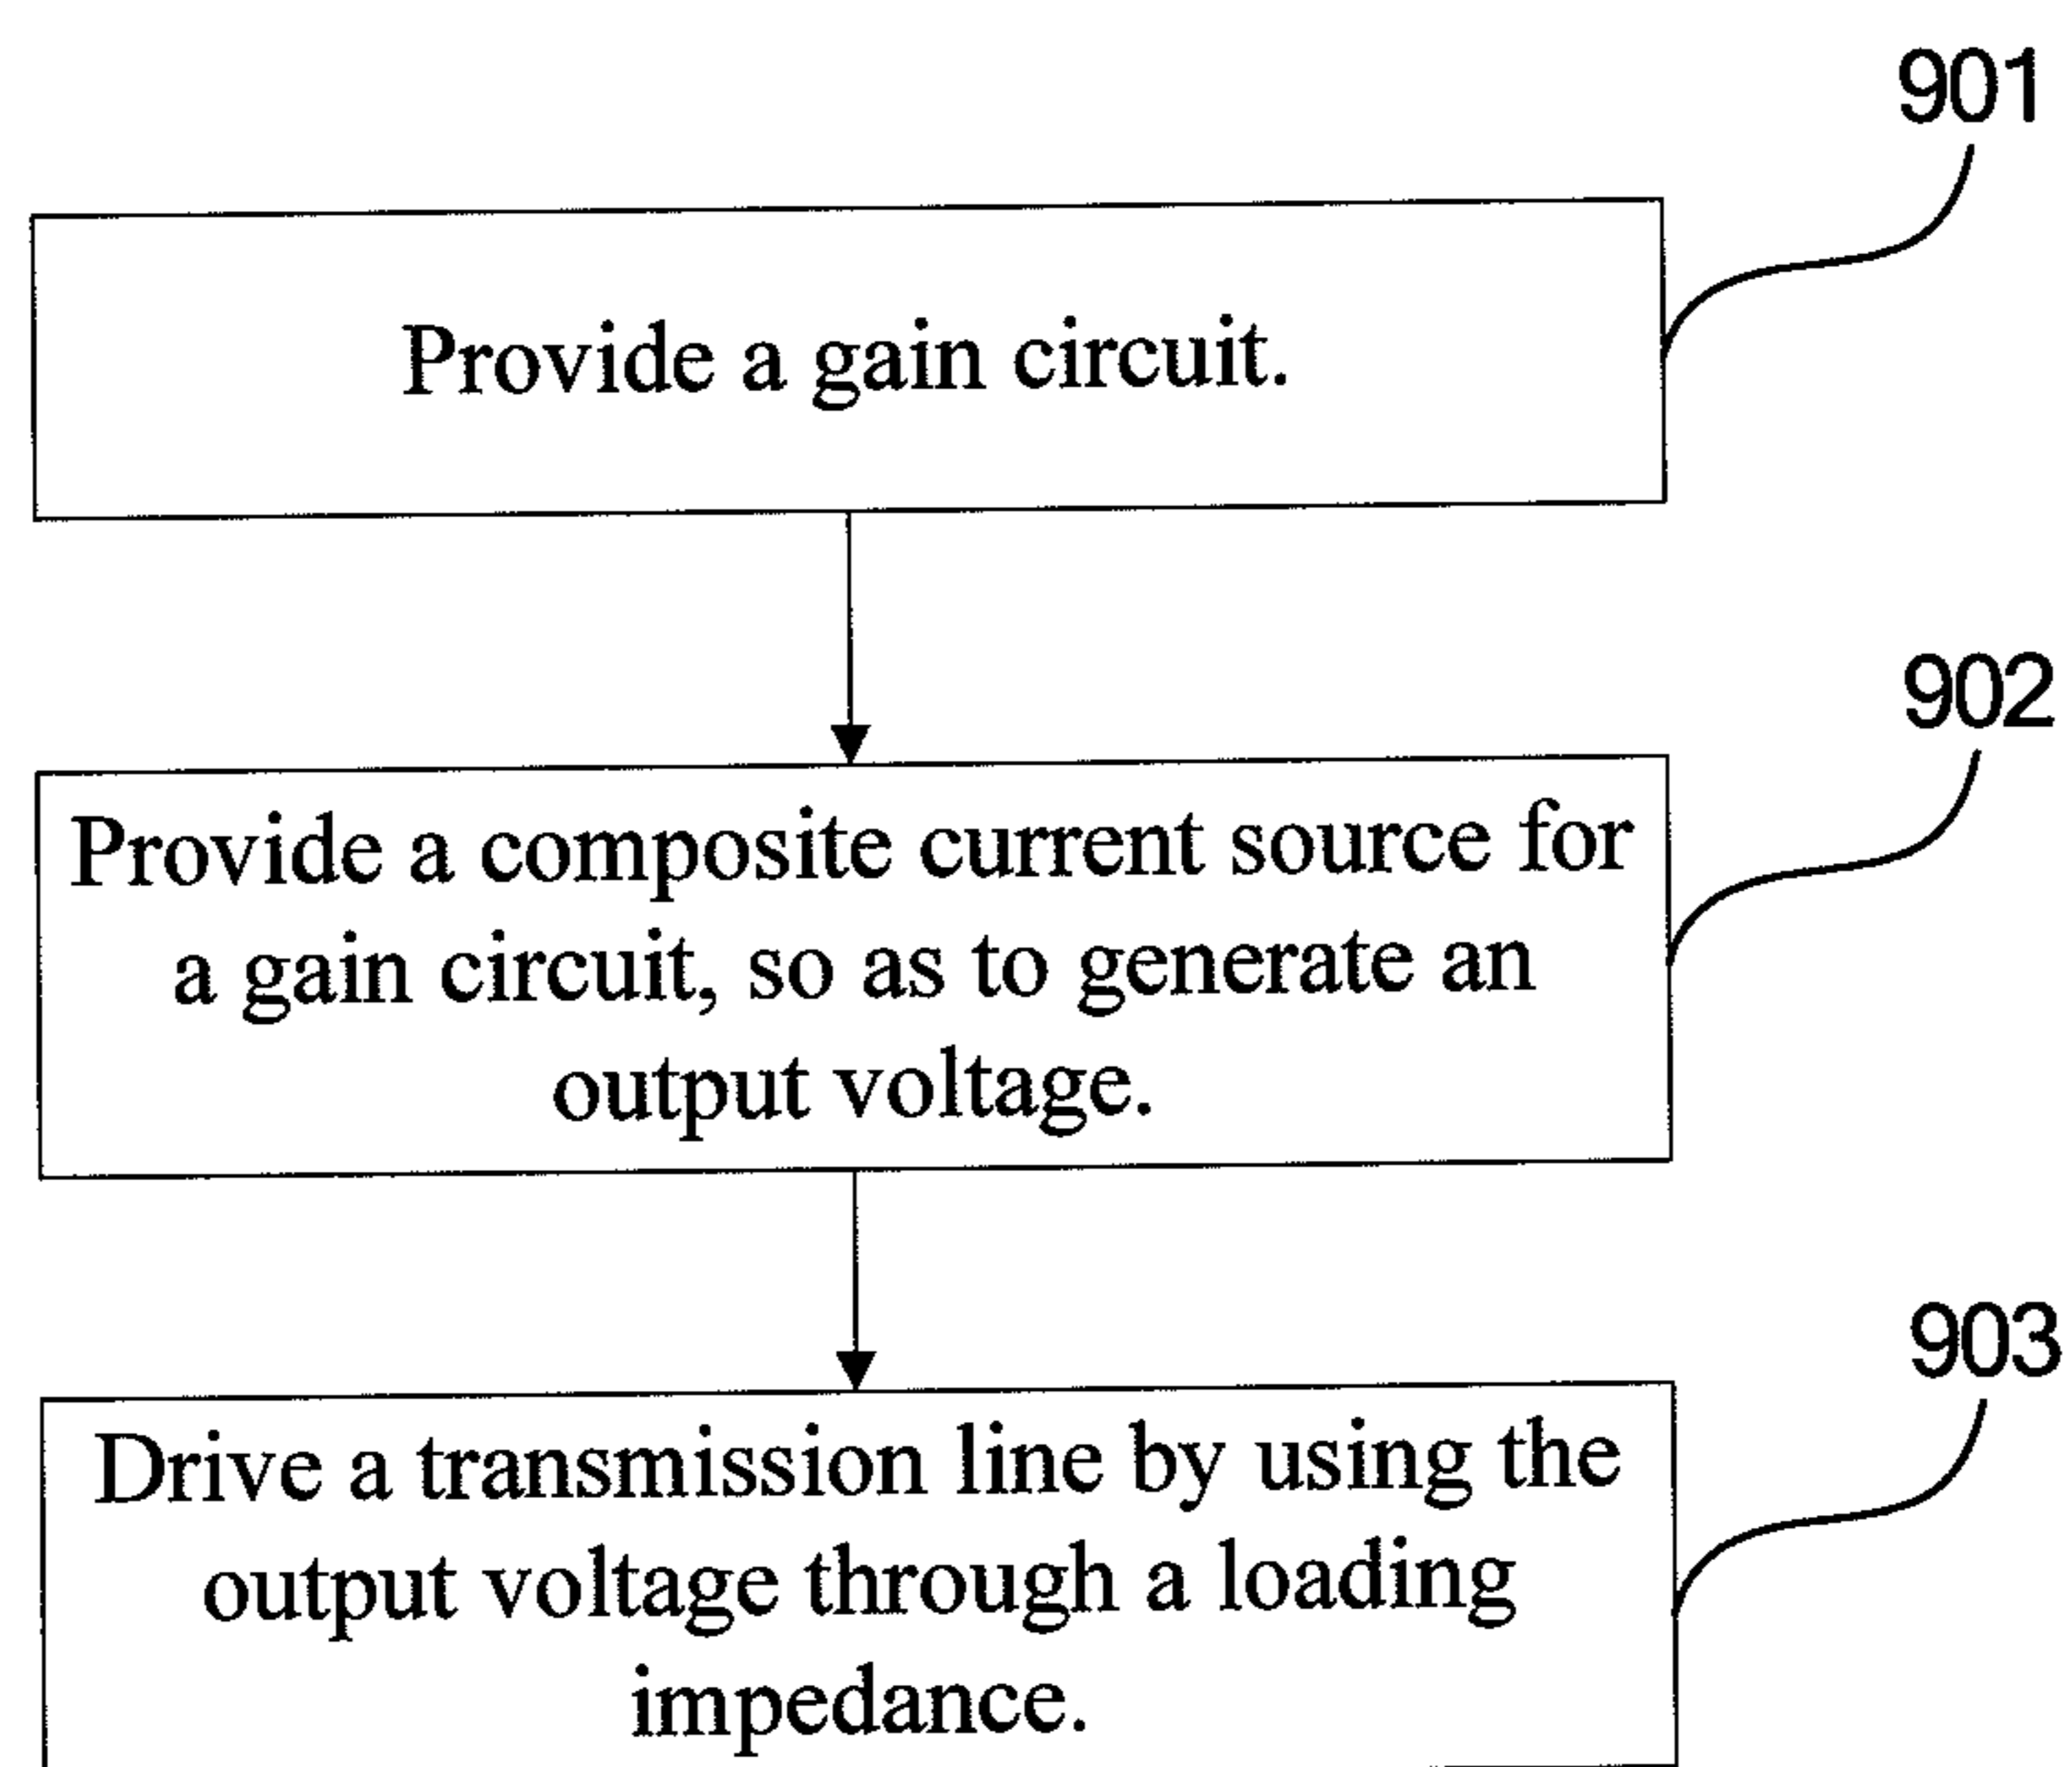 901
Provide a gain circuit.
902
Provide a composite current source for
a gain circuit, so as to generate an
output voltage.
903
Drive a transmission line by using the
output voltage through a loading
impedance.